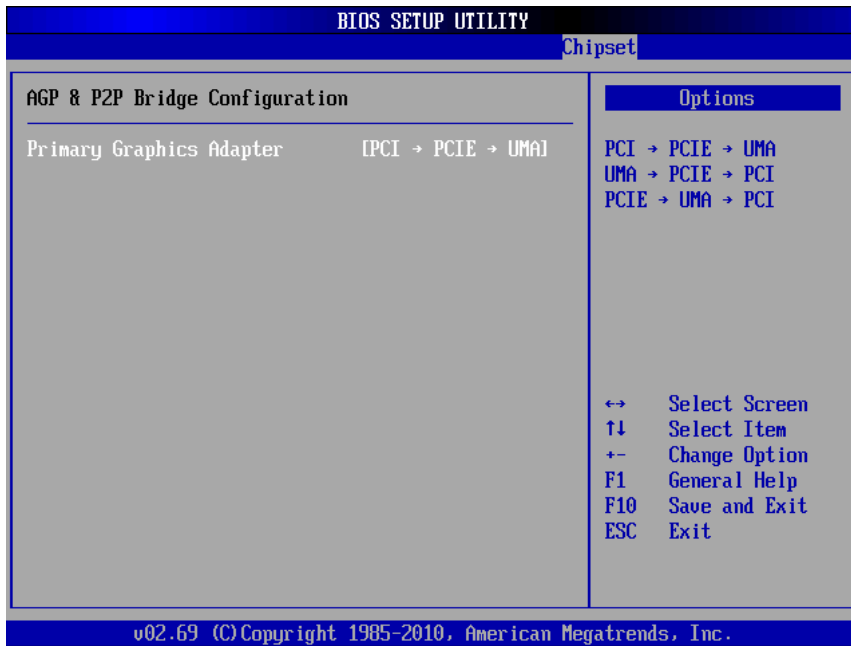 BIOS SETUP UTILITY
Chipset
AGP & P2P Bridge Configuration
Primary Graphics Adapter [PCI → PCIE → UMA]
Options
PCI → PCIE → UMA
UMA → PCIE → PCI
PCIE → UMA → PCI
↔ Select Screen
↑↓ Select Item
+- Change Option
F1 General Help
F10 Save and Exit
ESC Exit
v02.69 (C)Copyright 1985-2010, American Megatrends, Inc.